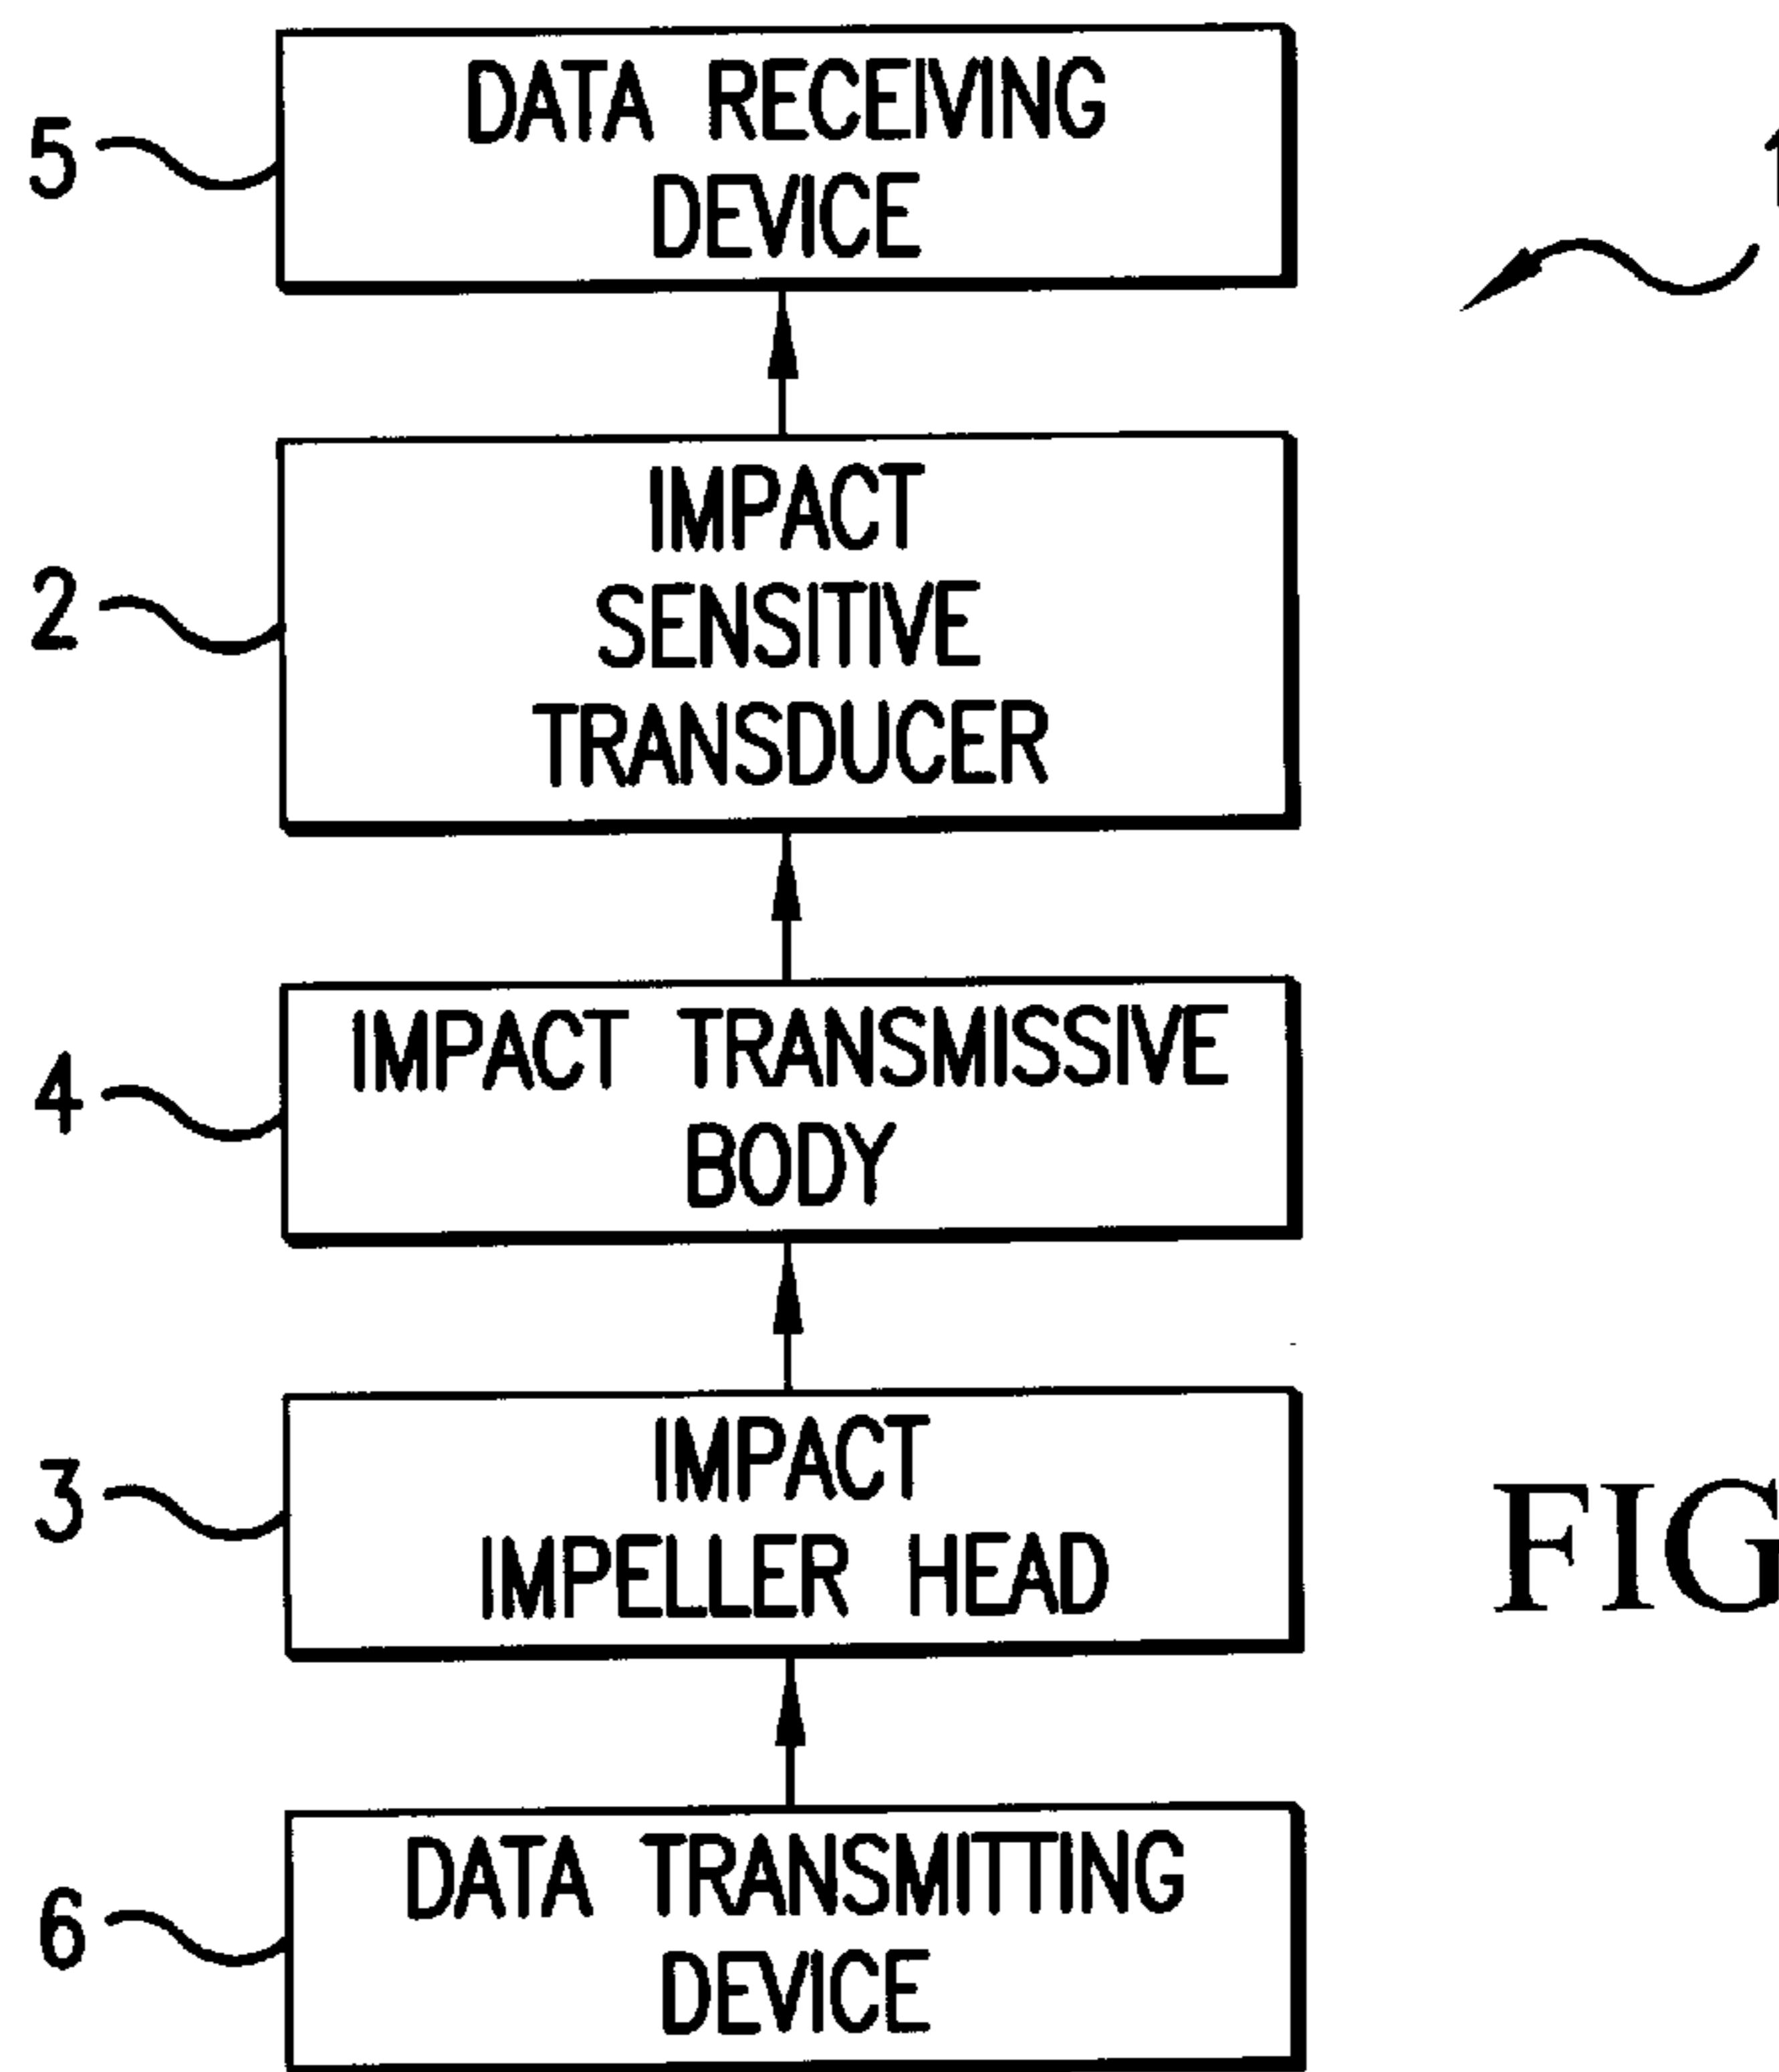 5
DATA RECEIVING
DEVICE
1
2
IMPACT
SENSITIVE
TRANSDUCER
4
IMPACT TRANSMISSIVE
BODY
3
IMPACT
IMPELLER HEAD
FIG
6
DATA TRANSMITTING
DEVICE